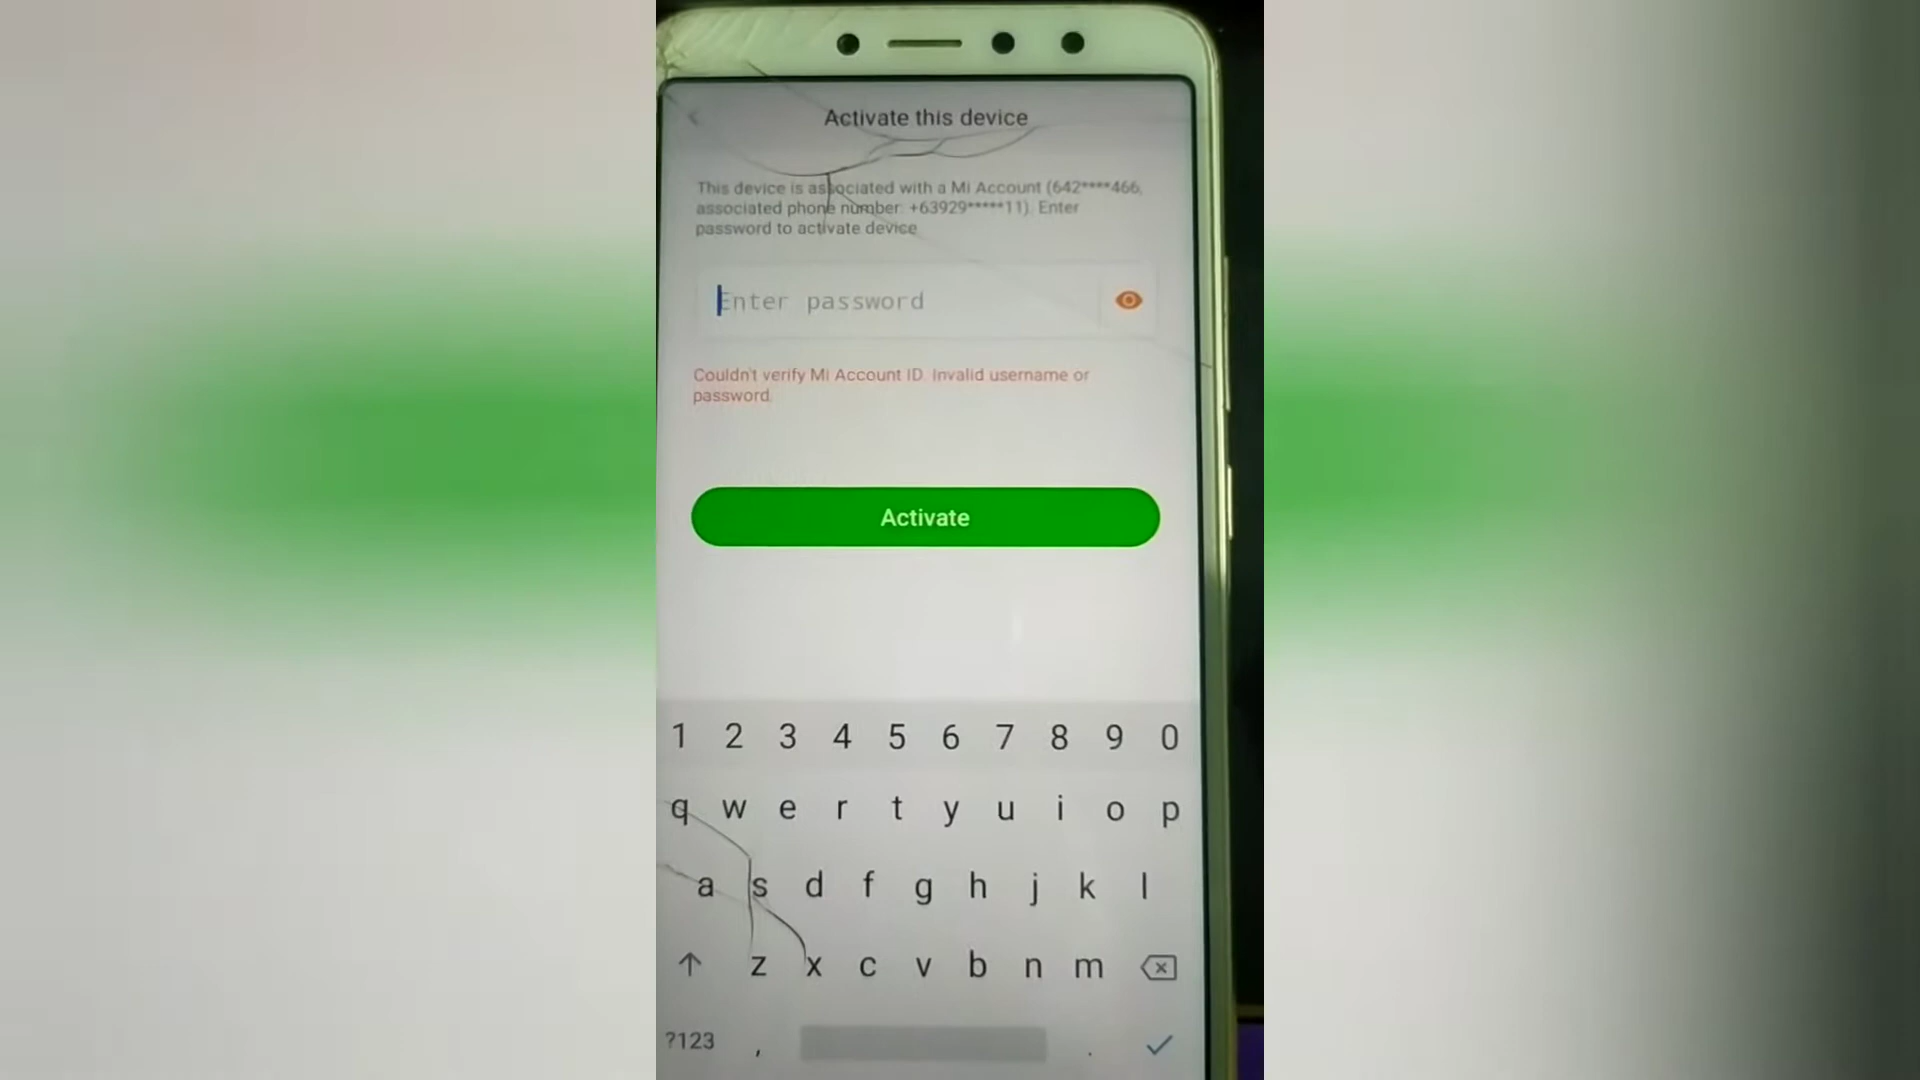 Activate this device
This device is associated with a Mi Account (642****466,
associated phone number: +63929*****11). Enter
password to activate device
Enter password
Couldn't verify Mi Account ID. Invalid username or
password.
Activate
1 2 3 4 5 6 7 8 9 0
q w e r t y u i o p
a s d f g h j k l
z x c v b n m
?123 , .